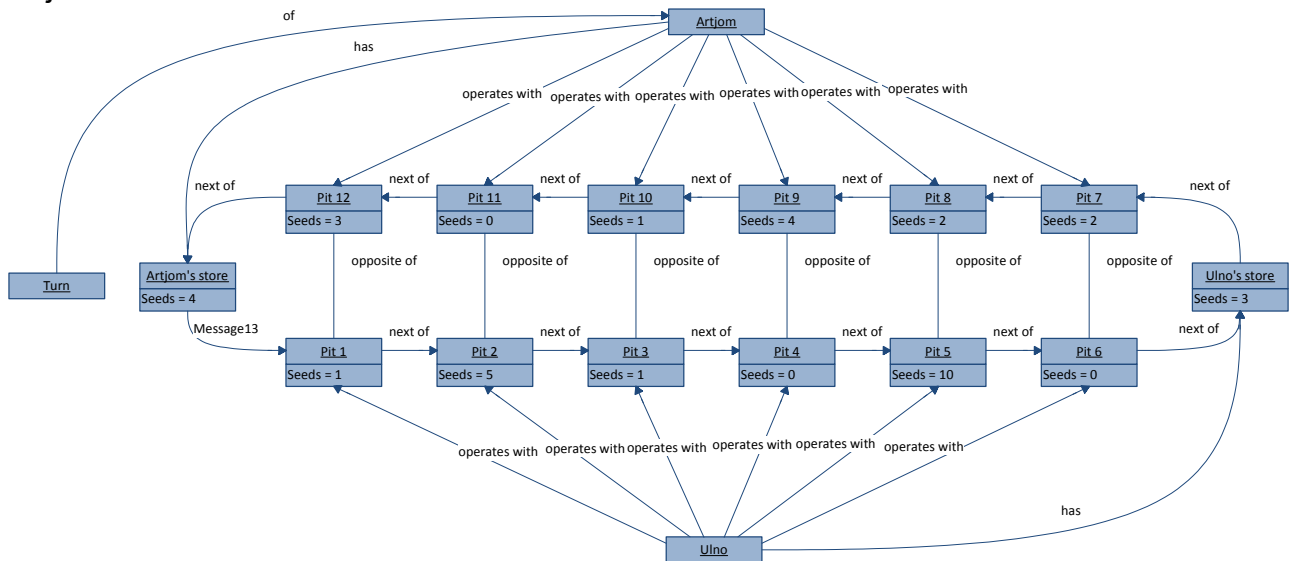 of
Artjom
has
operates with operates with operates with operates with operates with operates with
next of next of next of next of next of next of next of
Pit 12 Pit 11 Pit 10 Pit 9 Pit 8 Pit 7
Seeds = 3 Seeds = 0 Seeds = 1 Seeds = 4 Seeds = 2 Seeds = 2
opposite of opposite of opposite of opposite of opposite of opposite of
Turn Artjom's store Ulno's store
Seeds = 4 Seeds = 3
Message13 next of next of next of next of next of next of
Pit 1 Pit 2 Pit 3 Pit 4 Pit 5 Pit 6
Seeds = 1 Seeds = 5 Seeds = 1 Seeds = 0 Seeds = 10 Seeds = 0
operates with operates with operates with operates with operates with operates with
has
Ulno